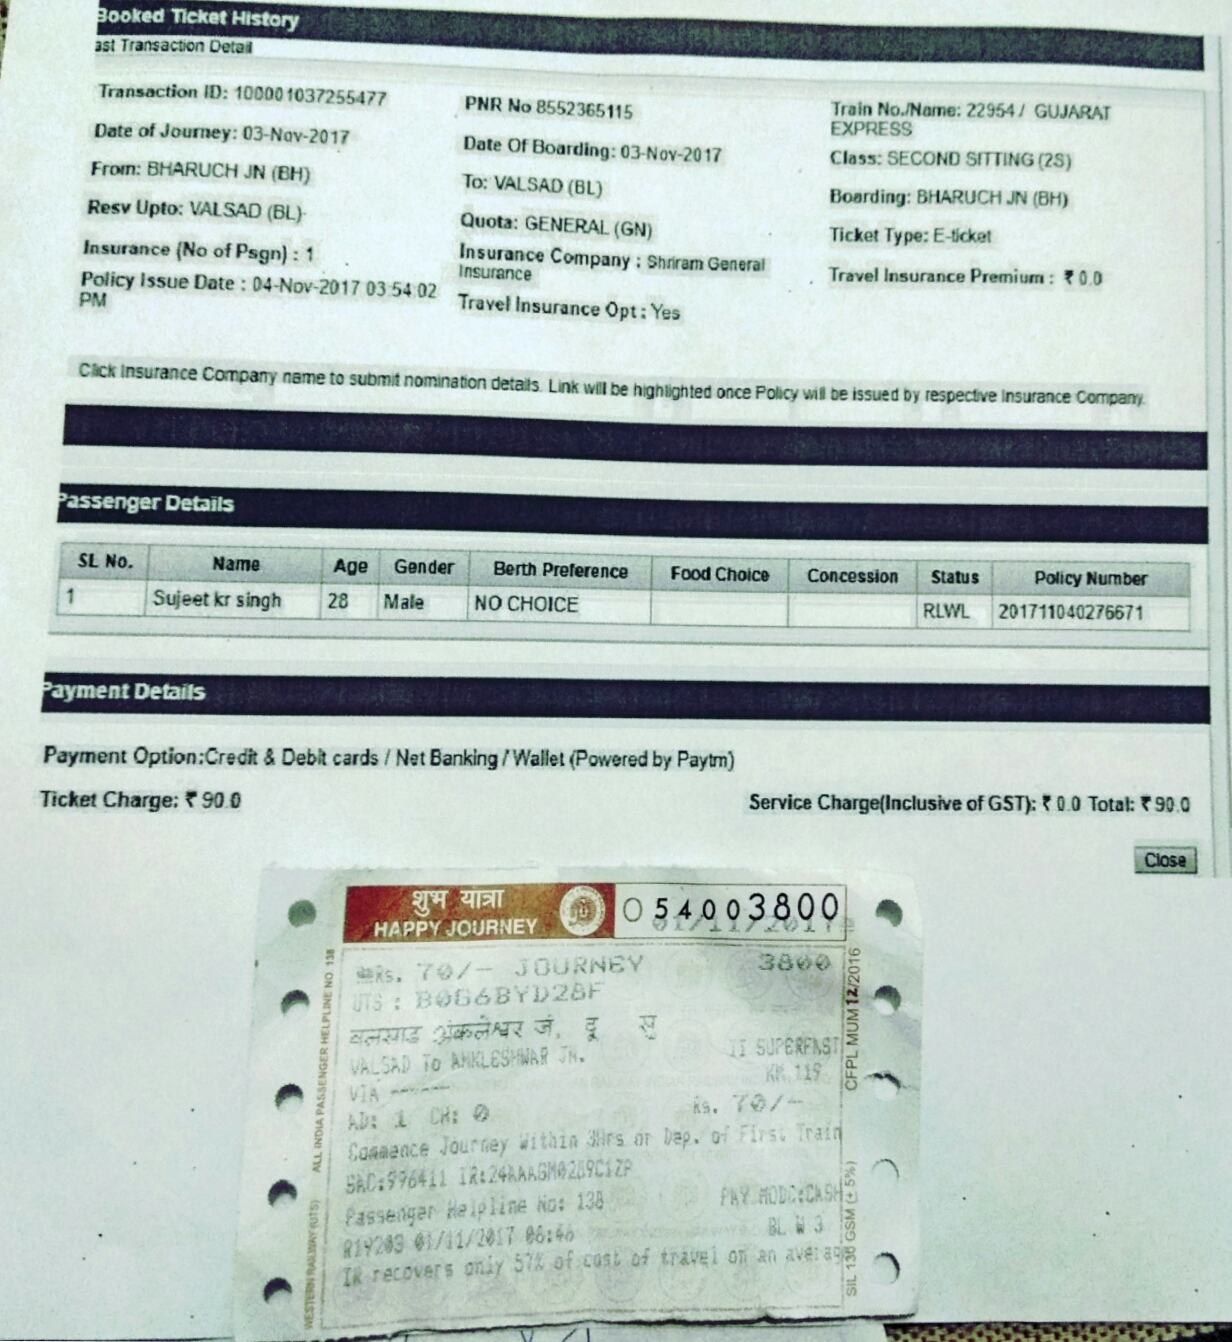 Booked Ticket History
ast Transaction Detail
Transaction ID: 100001037255477 PNR No 8552365115 Train No./Name: 22954 / GUJARAT
EXPRESS
Date of Journey: 03-Nov-2017 Date Of Boarding: 03-Nov-2017 Class: SECOND SITTING (2S)
From: BHARUCH JN (BH) To: VALSAD (BL) Boarding: BHARUCH JN (BH)
Resv Upto: VALSAD (BL) Quota: GENERAL (GN) Ticket Type: E-ticket
Insurance (No of Psgn) : 1 Insurance Company : Shriram General
Insurance Travel Insurance Premium : ₹ 0.0
Policy Issue Date : 04-Nov-2017 03:54:02
PM Travel Insurance Opt : Yes
Click Insurance Company name to submit nomination details. Link will be highlighted once Policy will be issued by respective Insurance Company.
Passenger Details
SL No. Name Age Gender Berth Preference Food Choice Concession Status Policy Number
1 Sujeet kr singh 28 Male NO CHOICE RLWL 201711040276671
Payment Details
Payment Option:Credit & Debit cards / Net Banking / Wallet (Powered by Paytm)
Ticket Charge: ₹ 90.0 Service Charge(Inclusive of GST): ₹ 0.0 Total: ₹ 90.0
Close
शुभ यात्रा
HAPPY JOURNEY
O 54003800
01/11/2017
Rs. 70/- JOURNEY 3800
UTS : B0G6BYD28F
वलसाड अंकलेश्वर जं. दू सु
VALSAD To ANKLESHWAR JN. II SUPERFAST
VIA ------ KM.119
AD: 1 CH: 0 Rs. 70/-
Commence Journey Within 3Hrs or Dep. of First Train
SAC:996411 IR:24AAAGM0289C1ZP
Passenger Helpline No: 138 PAY MODC:CASH
R19203 01/11/2017 06:46 BL W 3
IR recovers only 57% of cost of travel on an average
WESTERN RAILWAY (UTS) ALL INDIA PASSENGER HELPLINE NO 138
SIL 136 GSM (± 5%) CFPL MUM 12/2016